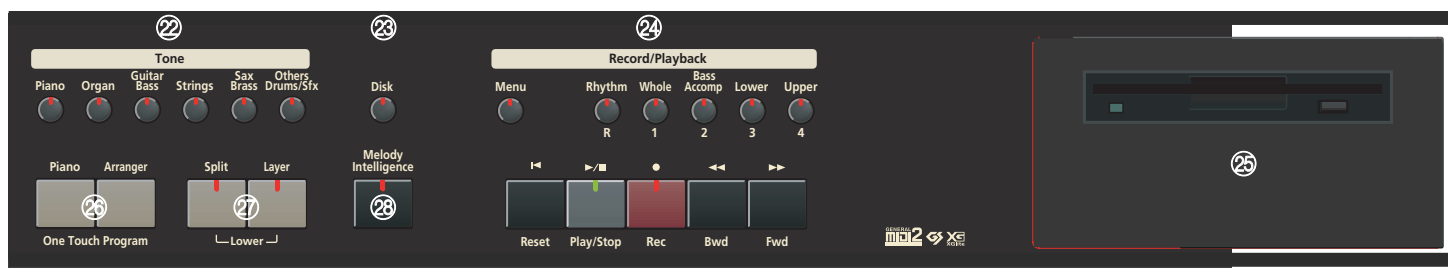 ㉒ ㉓ ㉔
Tone Record/Playback
Piano Organ Guitar Bass Strings Sax Brass Others Drums/Sfx Disk Menu Rhythm Whole Bass Accomp Lower Upper
R 1 2 3 4
㉕
Piano Arranger Split Layer Melody Intelligence
㉖ ㉗ ㉘
One Touch Program Lower Reset Play/Stop Rec Bwd Fwd
GENERAL MIDI2 GS XG XGlite